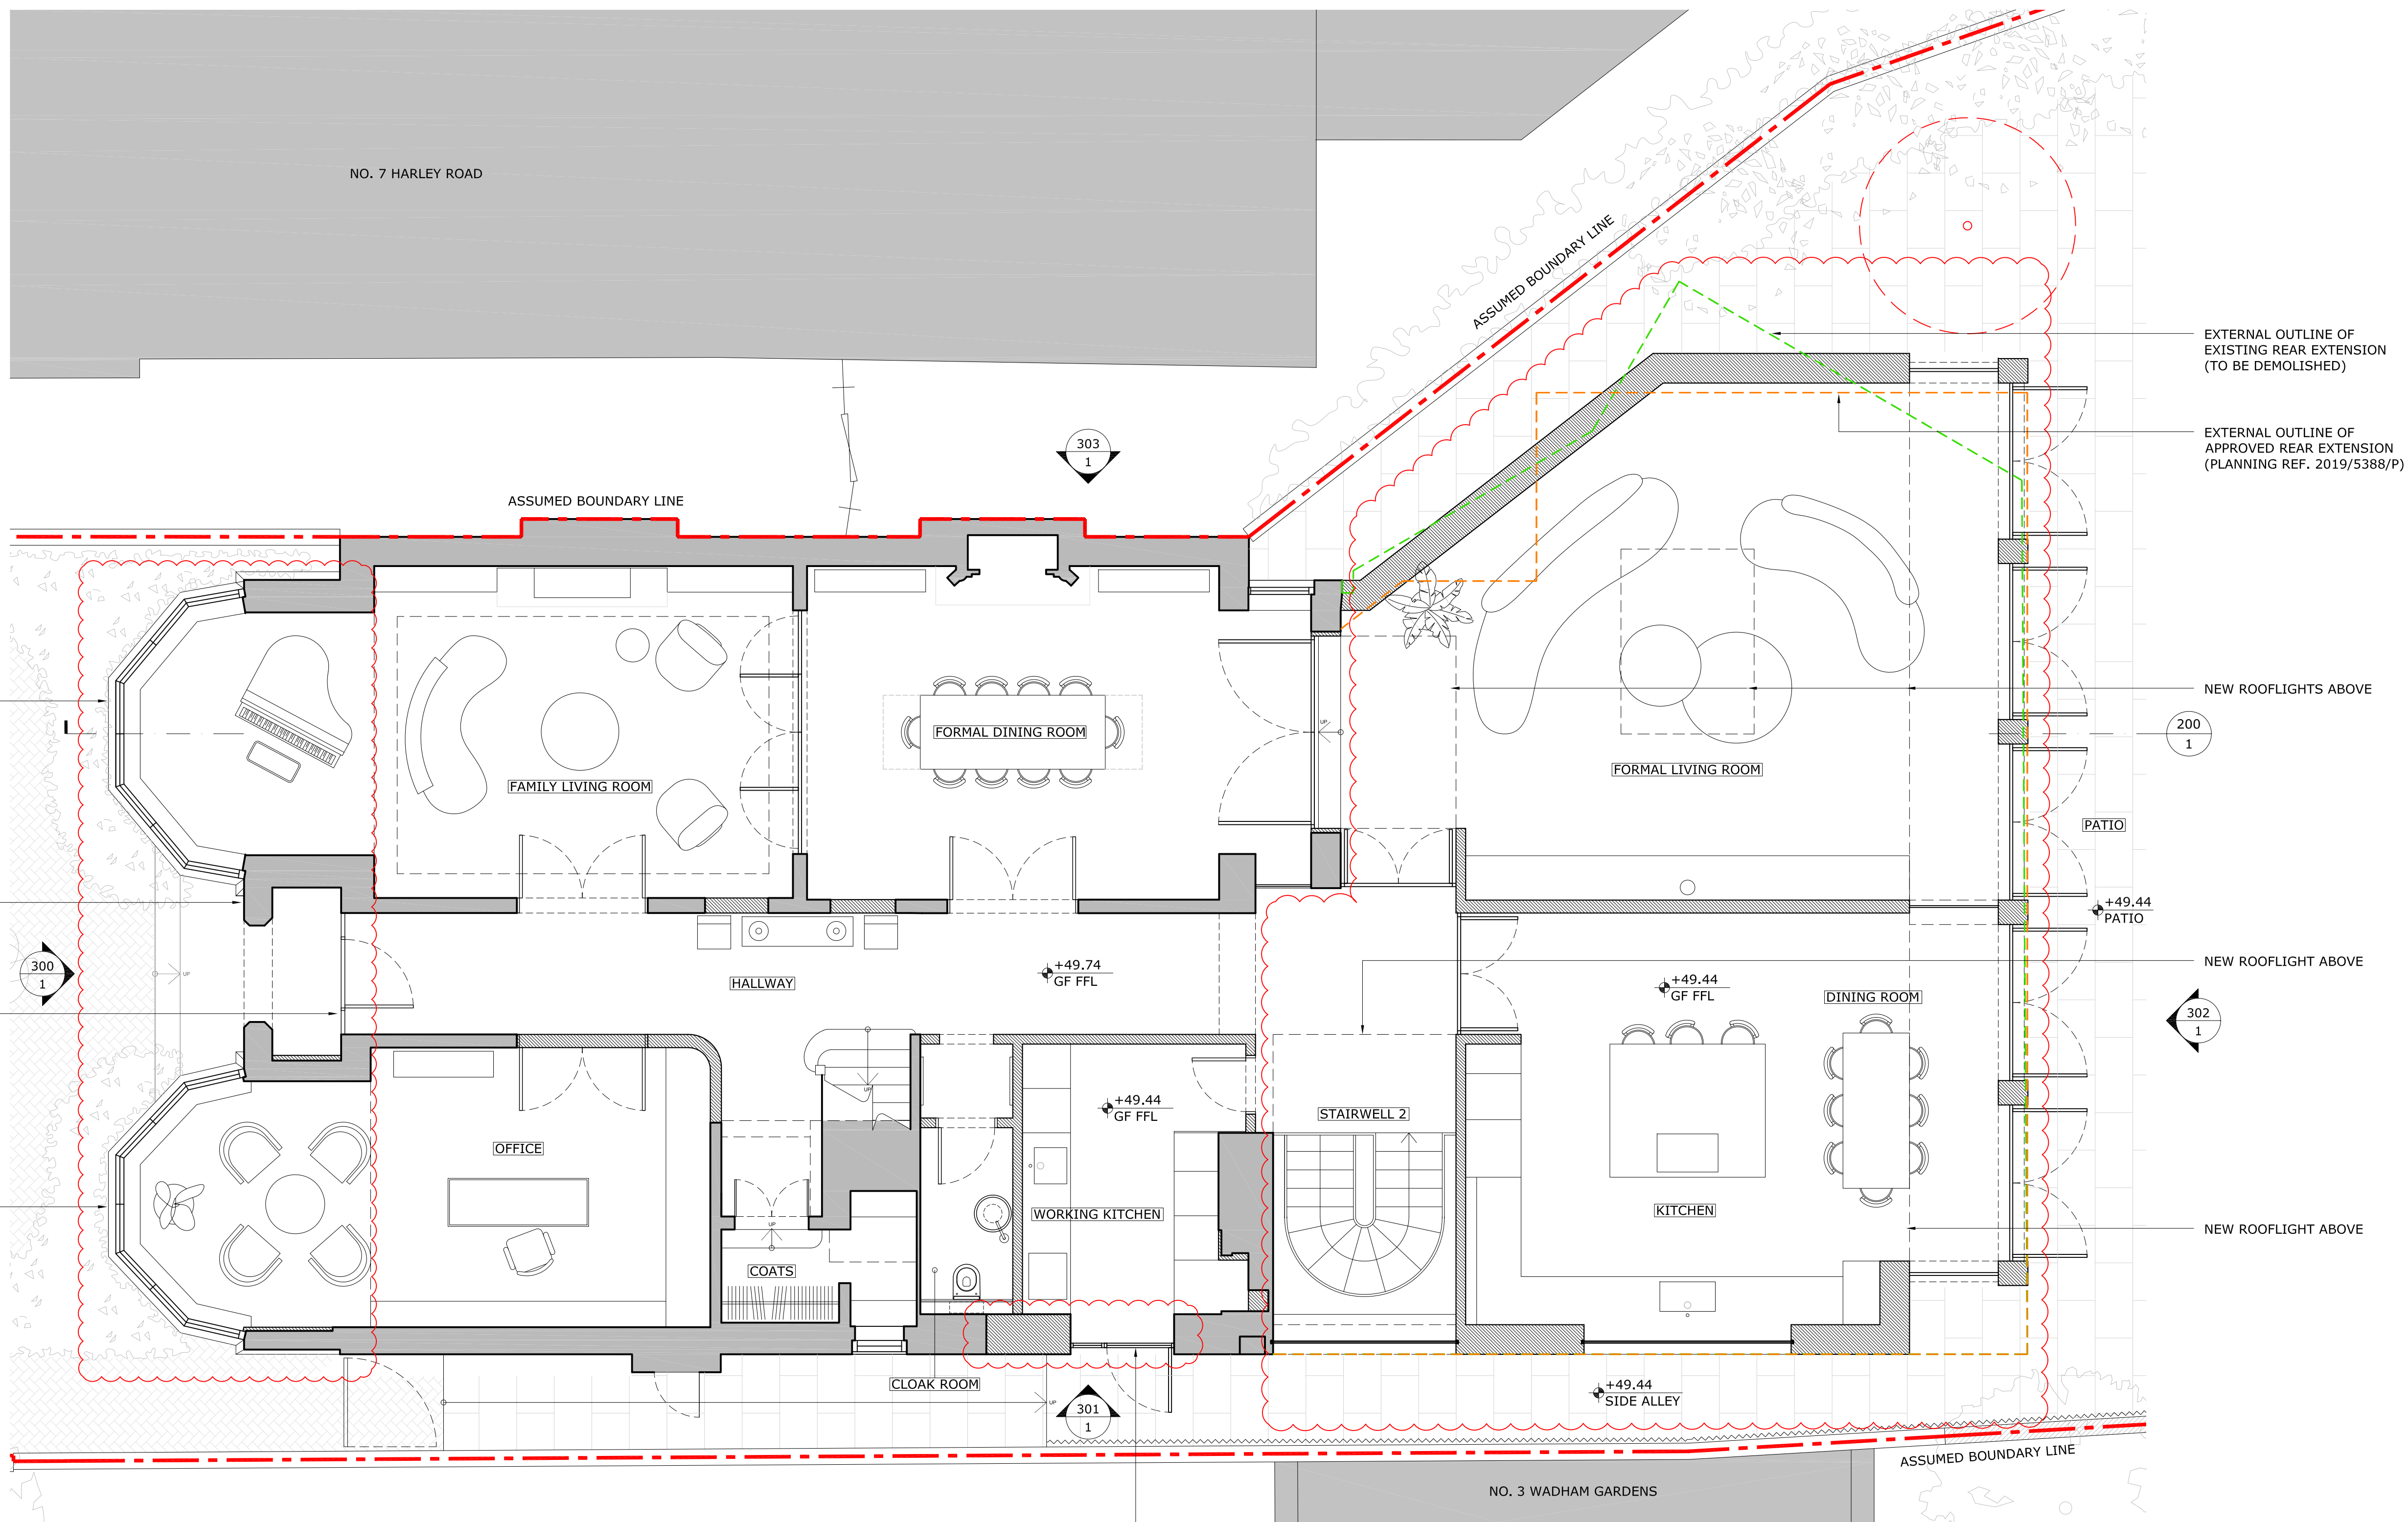 NO. 7 HARLEY ROAD
ASSUMED BOUNDARY LINE
EXTERNAL OUTLINE OF
EXISTING REAR EXTENSION
(TO BE DEMOLISHED)
EXTERNAL OUTLINE OF
APPROVED REAR EXTENSION
(PLANNING REF. 2019/5388/P)
303
1
ASSUMED BOUNDARY LINE
NEW ROOFLIGHTS ABOVE
200
1
UP
FORMAL DINING ROOM
FORMAL LIVING ROOM
FAMILY LIVING ROOM
PATIO
+49.44
PATIO
300
1
UP
HALLWAY
+49.74
GF FFL
+49.44
GF FFL
DINING ROOM
NEW ROOFLIGHT ABOVE
302
1
UP
+49.44
GF FFL
STAIRWELL 2
OFFICE
WORKING KITCHEN
KITCHEN
UP
NEW ROOFLIGHT ABOVE
COATS
CLOAK ROOM
+49.44
SIDE ALLEY
UP
301
1
ASSUMED BOUNDARY LINE
NO. 3 WADHAM GARDENS